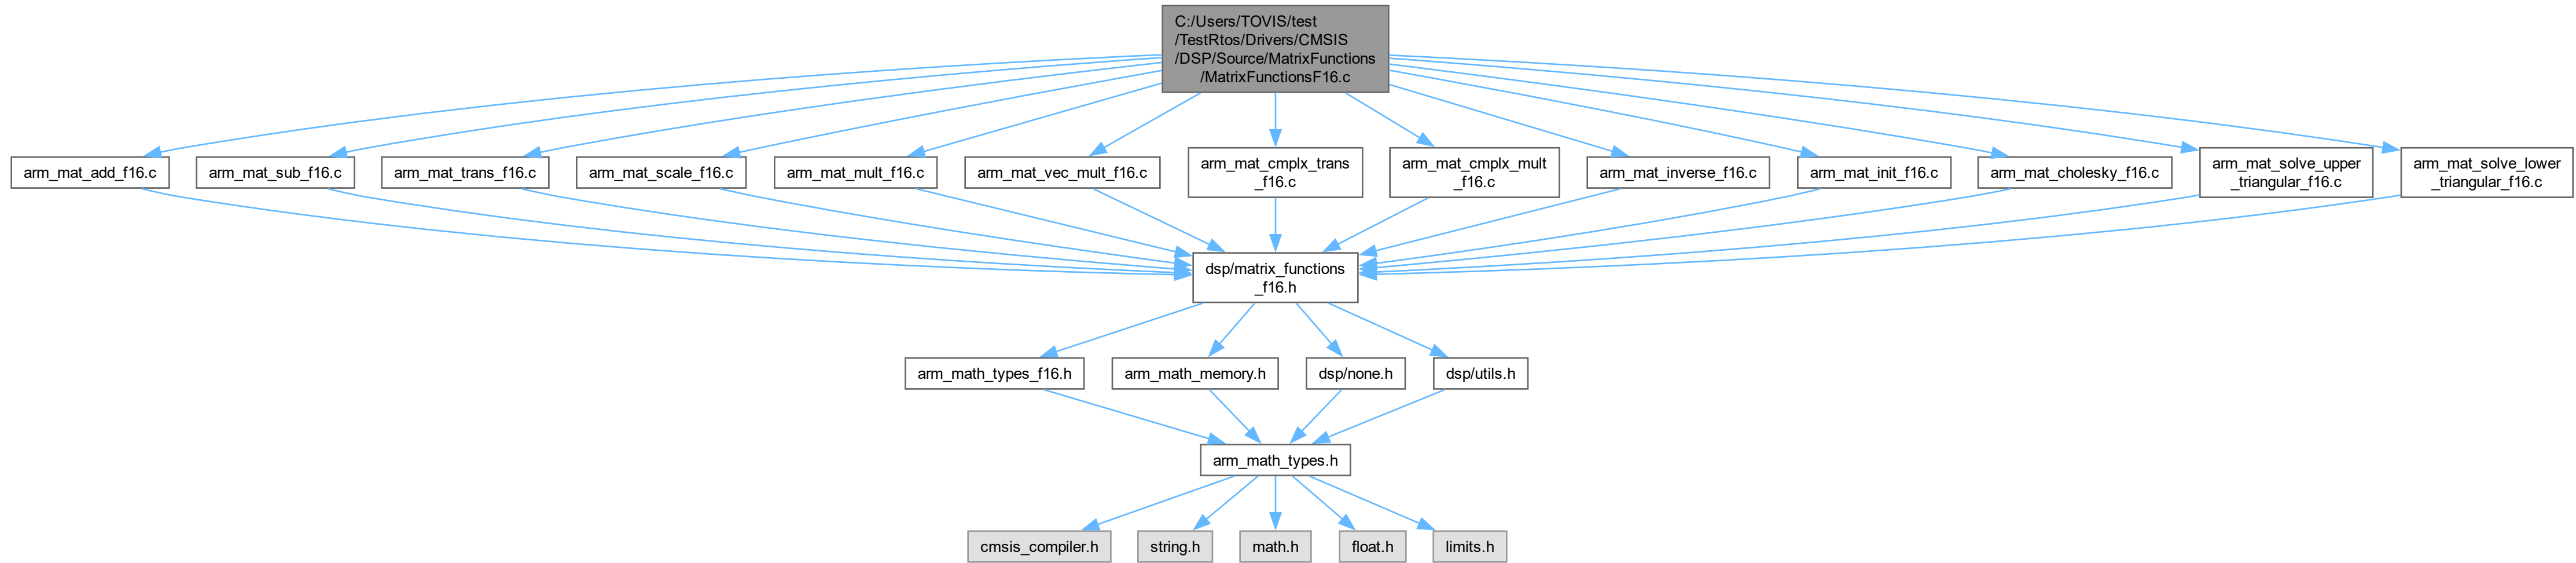 C:/Users/TOVIS/test
/TestRtos/Drivers/CMSIS
/DSP/Source/MatrixFunctions
/MatrixFunctionsF16.c
arm_mat_add_f16.c
arm_mat_sub_f16.c
arm_mat_trans_f16.c
arm_mat_scale_f16.c
arm_mat_mult_f16.c
arm_mat_vec_mult_f16.c
arm_mat_cmplx_trans
_f16.c
arm_mat_cmplx_mult
_f16.c
arm_mat_inverse_f16.c
arm_mat_init_f16.c
arm_mat_cholesky_f16.c
arm_mat_solve_upper
_triangular_f16.c
arm_mat_solve_lower
_triangular_f16.c
dsp/matrix_functions
_f16.h
arm_math_types_f16.h
arm_math_memory.h
dsp/none.h
dsp/utils.h
arm_math_types.h
cmsis_compiler.h
string.h
math.h
float.h
limits.h